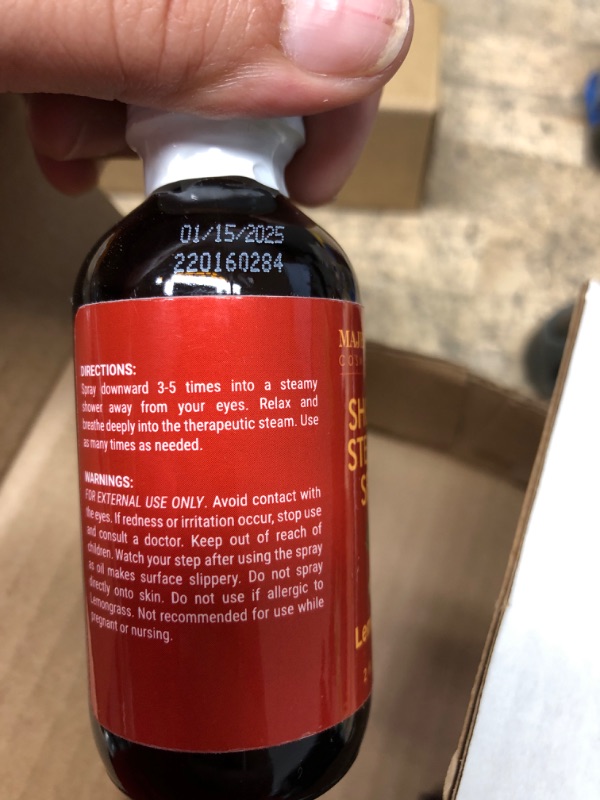 01/15/2025
220160284
DIRECTIONS:
Spray downward 3-5 times into a steamy
shower away from your eyes. Relax and
breathe deeply into the therapeutic steam. Use
as many times as needed.
WARNINGS:
FOR EXTERNAL USE ONLY. Avoid contact with
the eyes. If redness or irritation occur, stop use
and consult a doctor. Keep out of reach of
children. Watch your step after using the spray
as oil makes surface slippery. Do not spray
directly onto skin. Do not use if allergic to
Lemongrass. Not recommended for use while
pregnant or nursing.